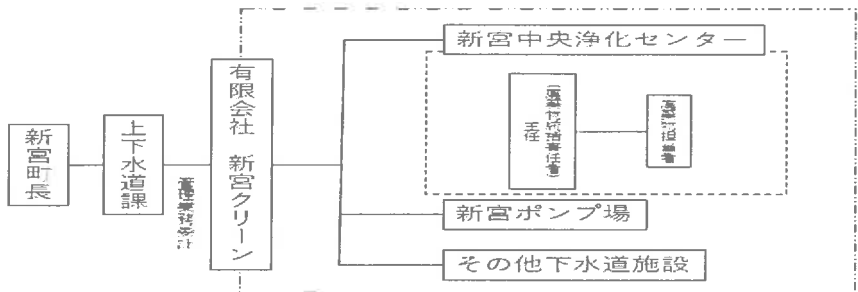 新宮町長
上下水道課
有限会社 新宮クリーン
新宮中央浄化センター
主任
新宮ポンプ場
その他下水道施設